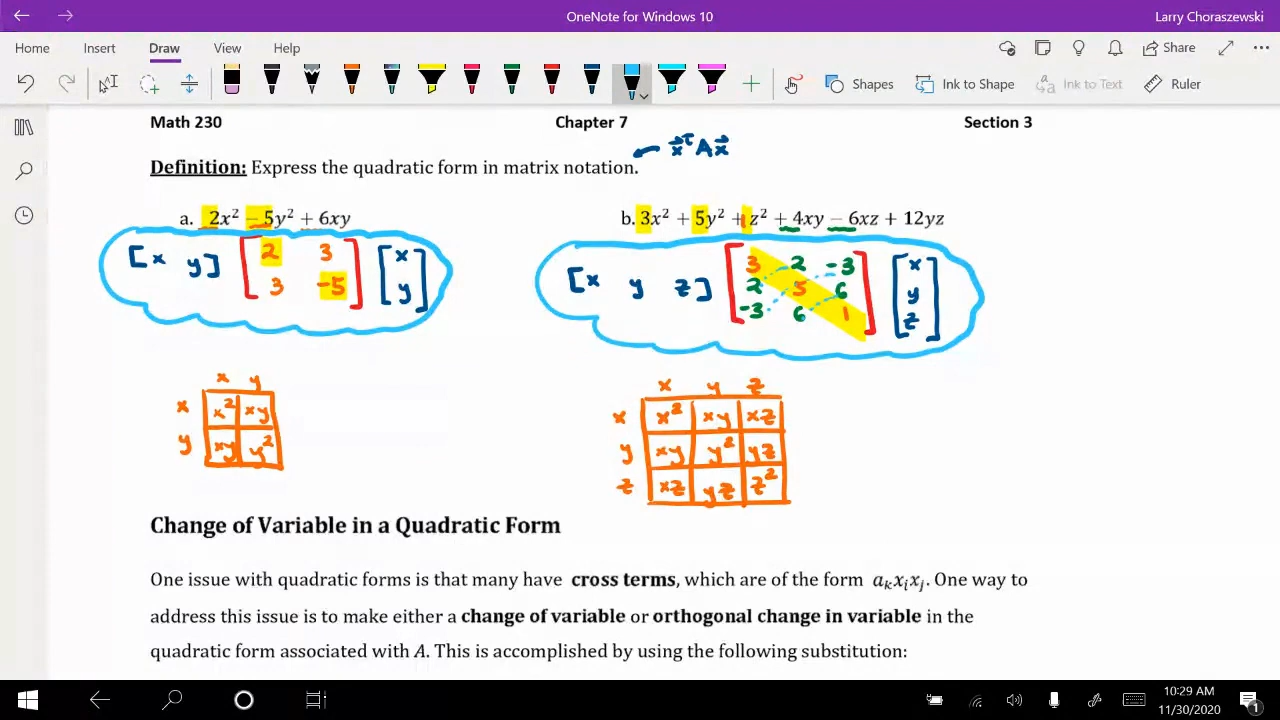 OneNote for Windows 10
Larry Choraszewski
Home Insert Draw View Help Share
Shapes Ink to Shape Ink to Text Ruler
Math 230 Chapter 7 Section 3
x⃗ᵀAx⃗
Definition: Express the quadratic form in matrix notation.
a. 2x² − 5y² + 6xy
b. 3x² + 5y² + 1z² + 4xy − 6xz + 12yz
[x y] [2 3
3 -5] [x
y]
[x y z] [3 2 -3
2 5 6
-3 6 1] [x
y
z]
x y
x x² xy
y xy y²
x y z
x x² xy xz
y xy y² yz
z xz yz z²
Change of Variable in a Quadratic Form
One issue with quadratic forms is that many have cross terms, which are of the form aₖxᵢxⱼ. One way to
address this issue is to make either a change of variable or orthogonal change in variable in the
quadratic form associated with A. This is accomplished by using the following substitution:
10:29 AM
11/30/2020
1